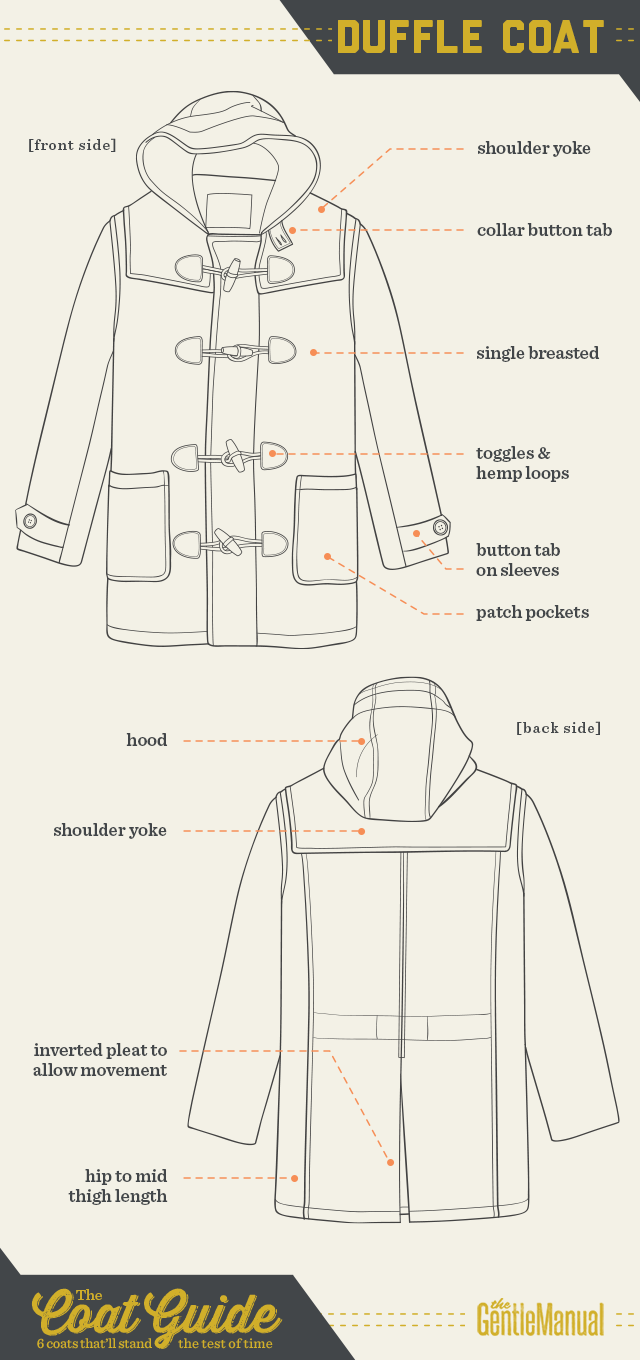 DUFFLE COAT
[front side]
shoulder yoke
collar button tab
single breasted
toggles &
hemp loops
button tab
on sleeves
patch pockets
[back side]
hood
shoulder yoke
inverted pleat to
allow movement
hip to mid
thigh length
The
Coat Guide
6 coats that'll stand the test of time
the
GentleManual